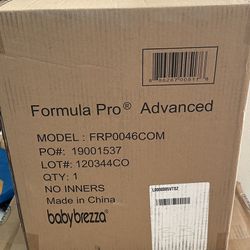 Formula Pro® Advanced
MODEL : FRP0046COM
PO#: 19001537
LOT#: 120344CO
QTY: 1
NO INNERS
Made in China
babybrezza